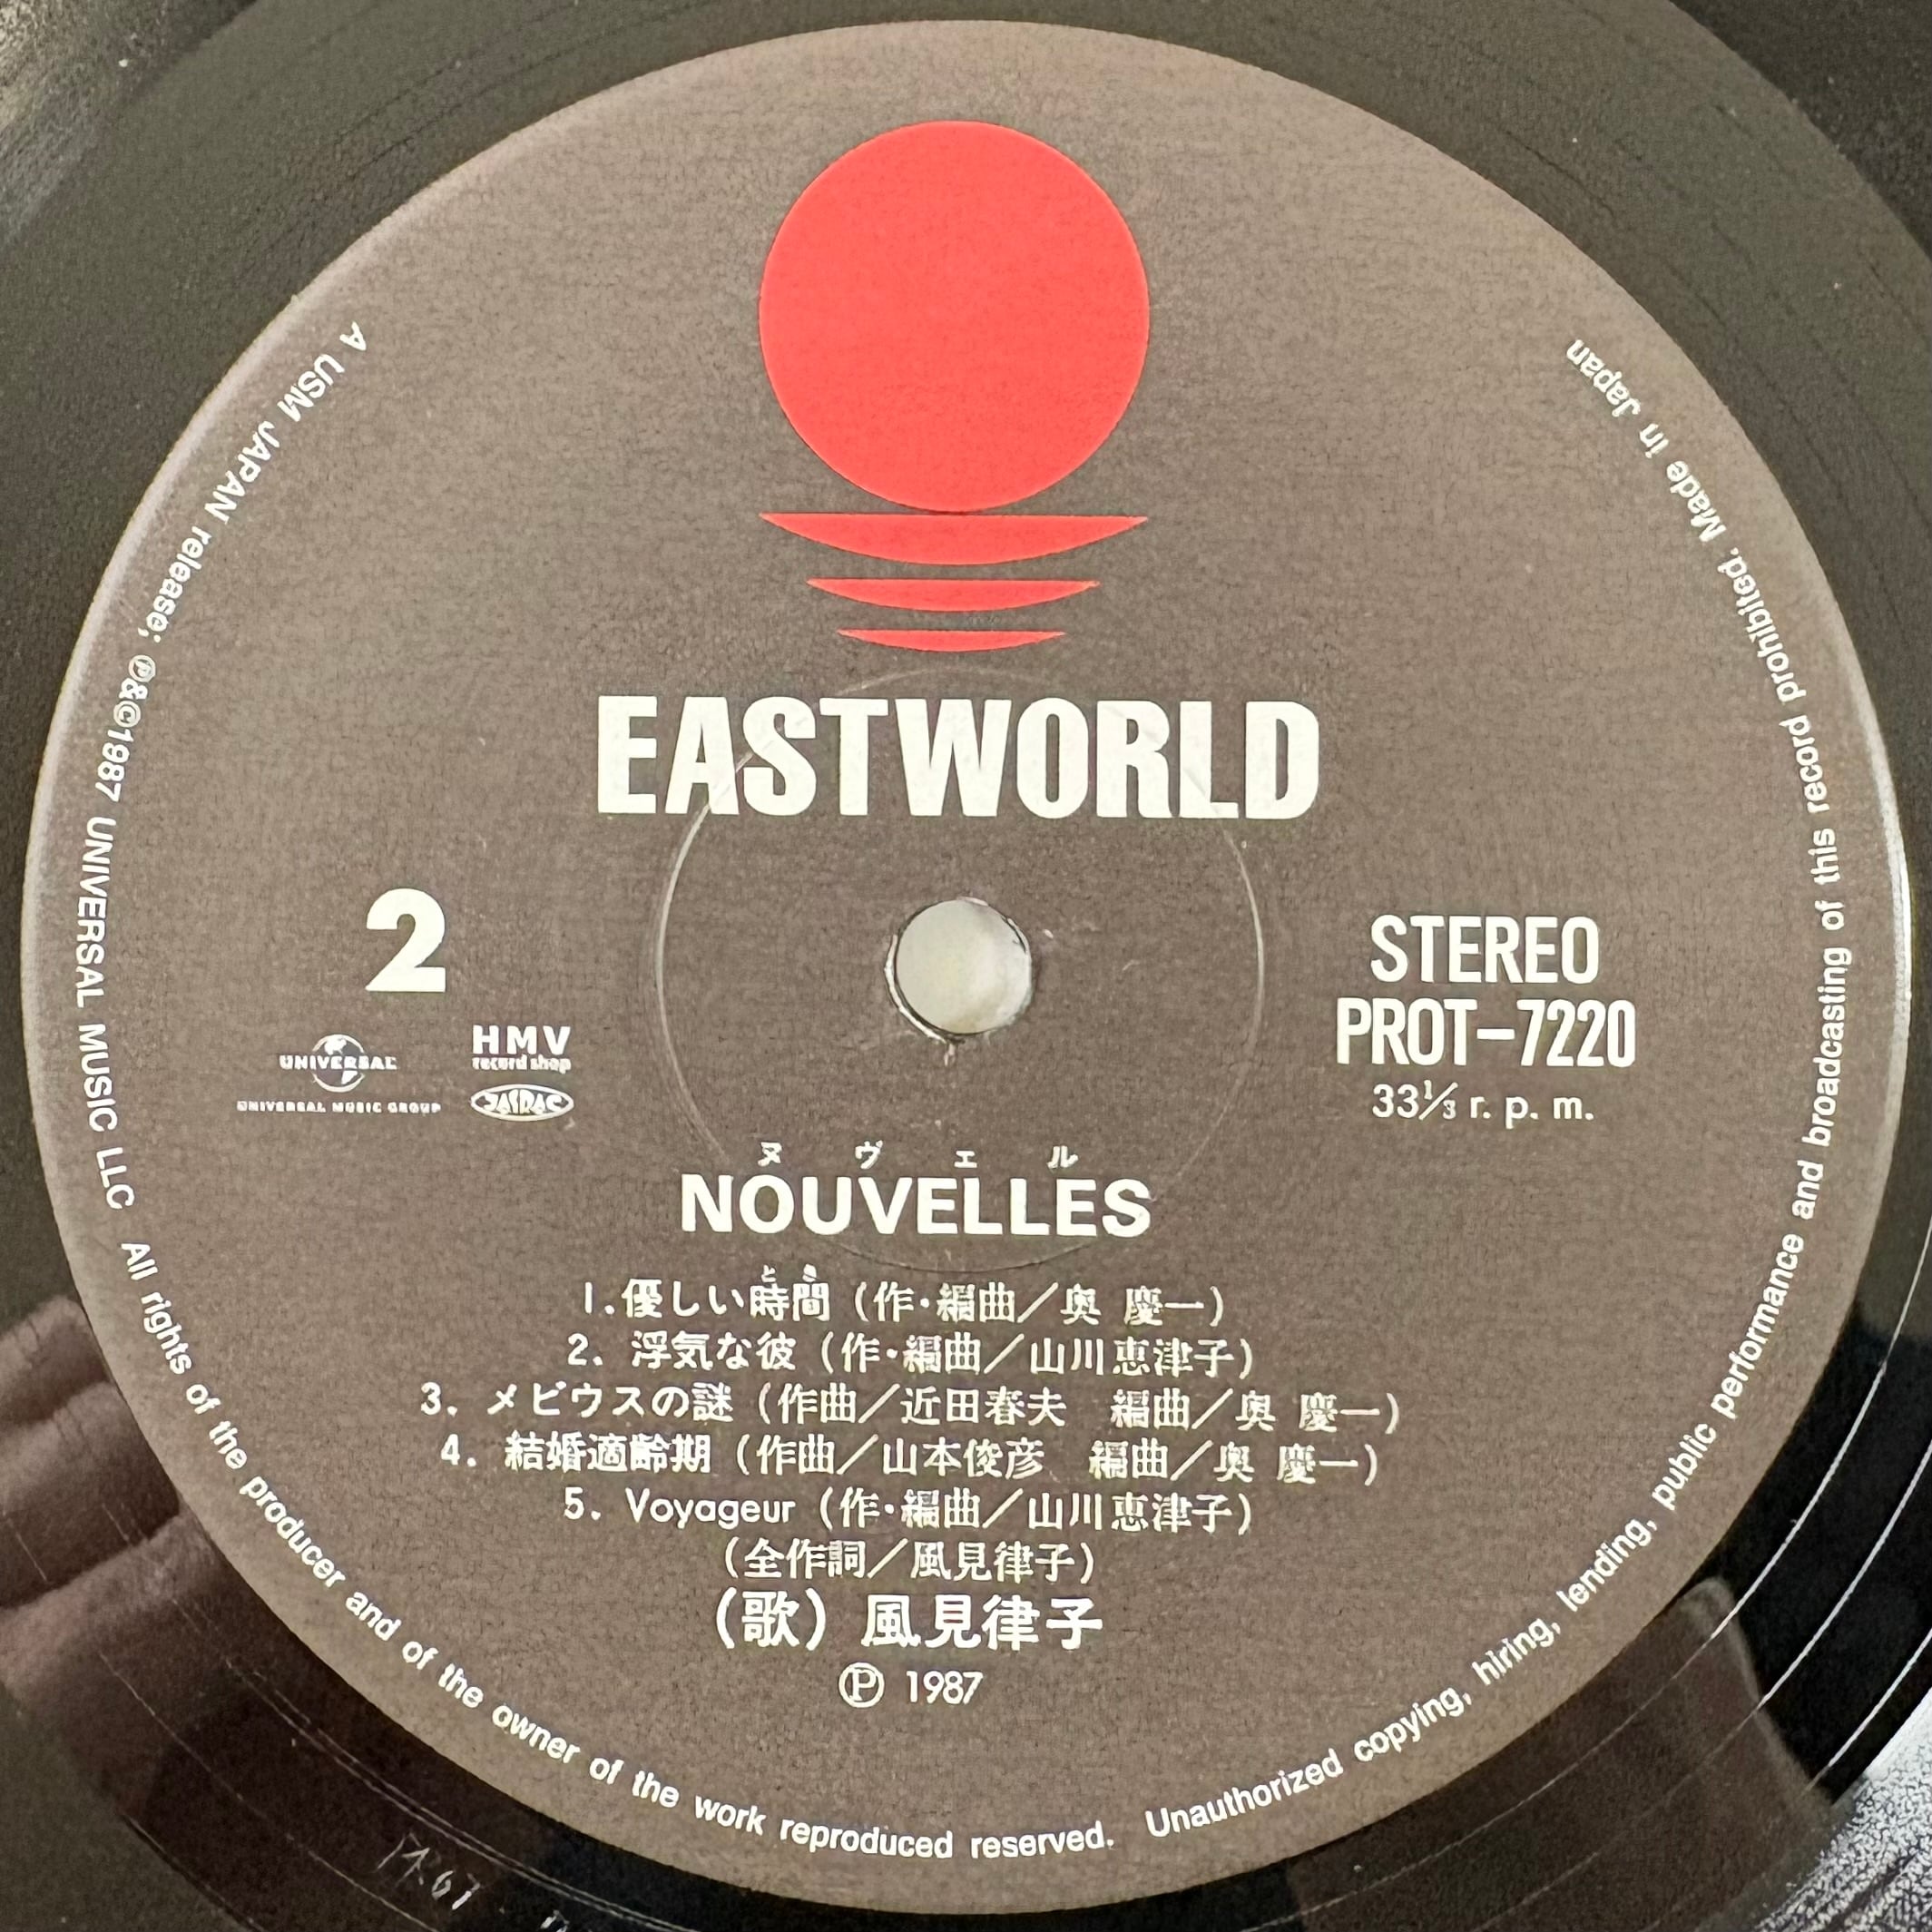 EASTWORLD
2
UNIVERSAL
UNIVERSAL MUSIC GROUP
HMV
record shop
JASRAC
STEREO
PROT-7220
33⅓ r. p. m.
ヌヴェル
NOUVELLES
とき
1.優しい時間（作・編曲／奥 慶一）
2. 浮気な彼（作・編曲／山川恵津子）
3. メビウスの謎（作曲／近田春夫　編曲／奥 慶一）
4. 結婚適齢期（作曲／山本俊彦　編曲／奥 慶一）
5. Voyageur（作・編曲／山川恵津子）
（全作詞／風見律子）
（歌）風見律子
Ⓟ 1987
A USM JAPAN release; Ⓟ&©1987 UNIVERSAL MUSIC LLC All rights of the producer and of the owner of the work reproduced reserved. Unauthorized copying, hiring, lending, public performance and broadcasting of this record prohibited. Made in Japan